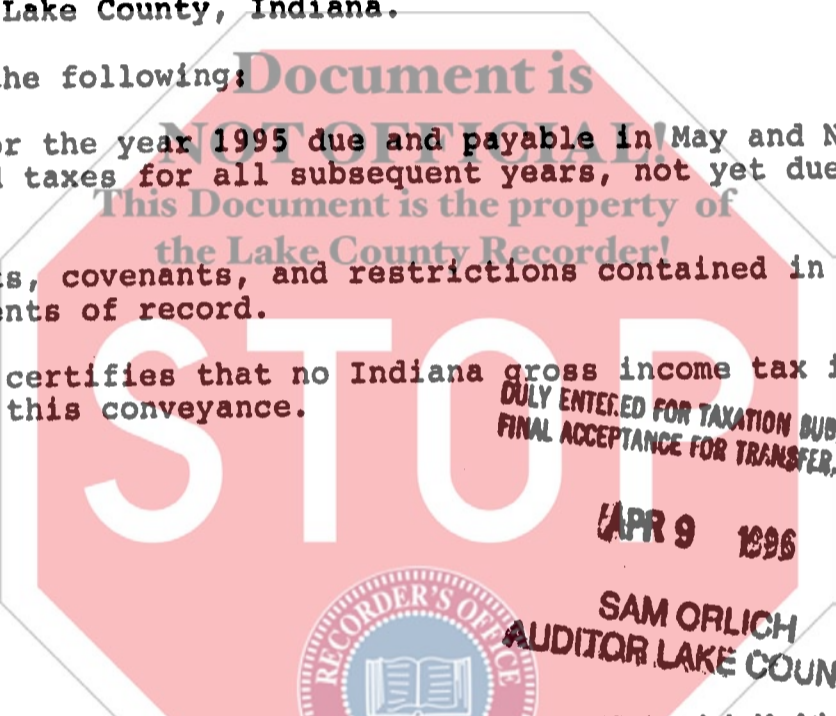 Lake County, Indiana.
he following:
Document is
NOT OFFICIAL!
r the year 1995 due and payable in May and N
taxes for all subsequent years, not yet due
This Document is the property of
the Lake County Recorder!
s, covenants, and restrictions contained in
nts of record.
STOP
certifies that no Indiana gross income tax i
this conveyance.
DULY ENTERED FOR TAXATION SUB
FINAL ACCEPTANCE FOR TRANSFER.
APR 9 1996
SAM ORLICH
AUDITOR LAKE COUN
RECORDER'S OFFICE